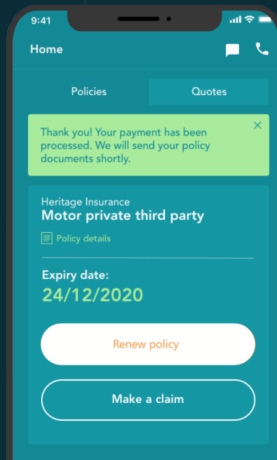 9:41
Home
Policies
Quotes
Thank you! Your payment has been
processed. We will send your policy
documents shortly.
Heritage Insurance
Motor private third party
Policy details
Expiry date:
24/12/2020
Renew policy
Make a claim